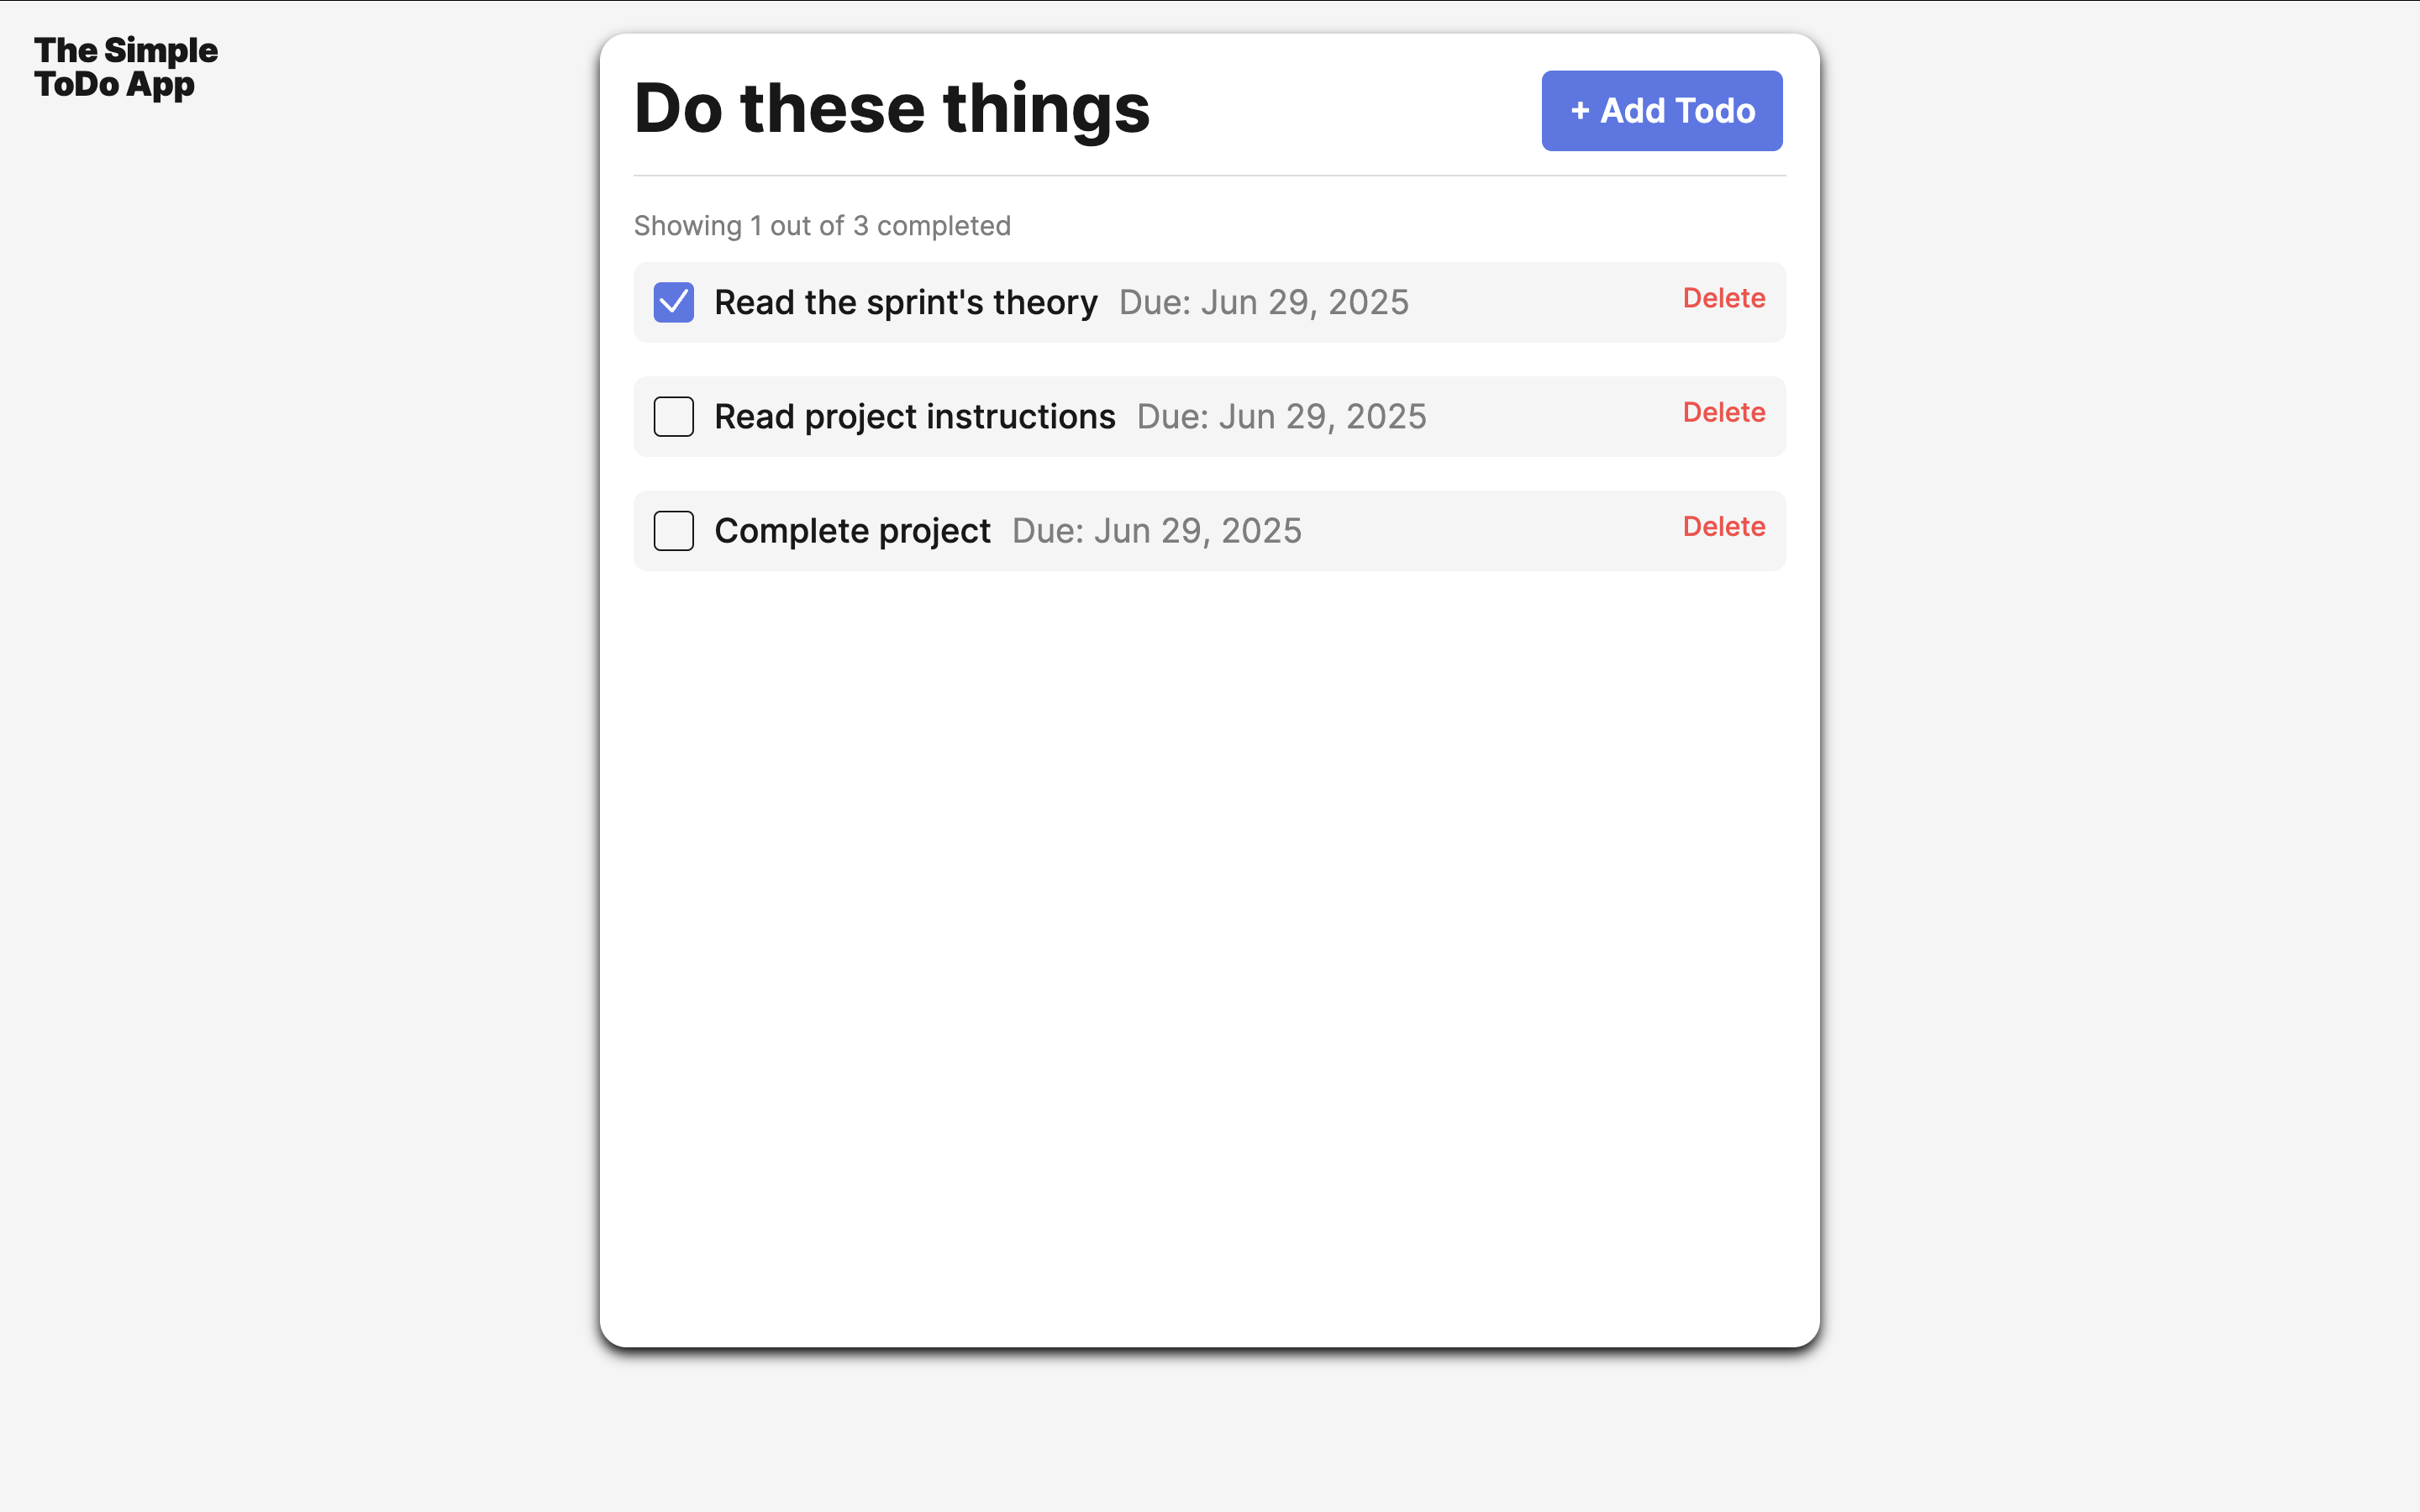 The Simple
ToDo App
Do these things
+ Add Todo
Showing 1 out of 3 completed
Read the sprint's theory Due: Jun 29, 2025 Delete
Read project instructions Due: Jun 29, 2025 Delete
Complete project Due: Jun 29, 2025 Delete